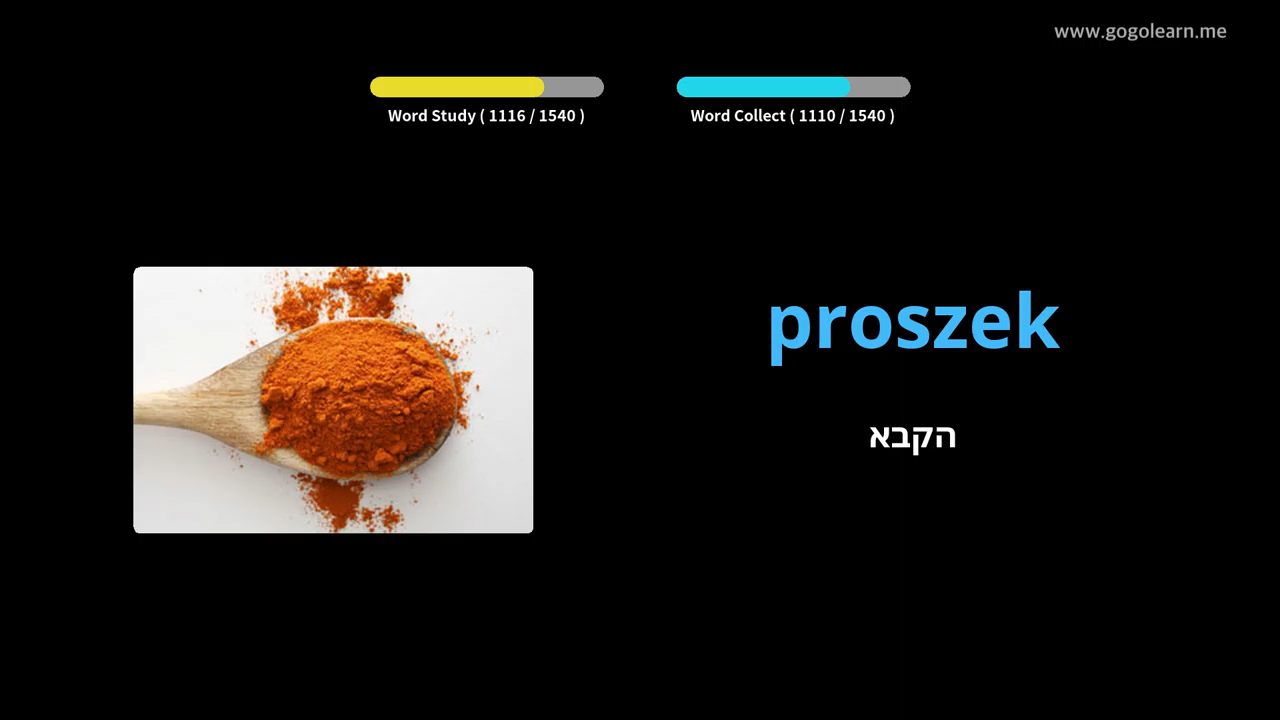 www.gogolearn.me
Word Study ( 1116 / 1540 )
Word Collect ( 1110 / 1540 )
proszek
הקבא